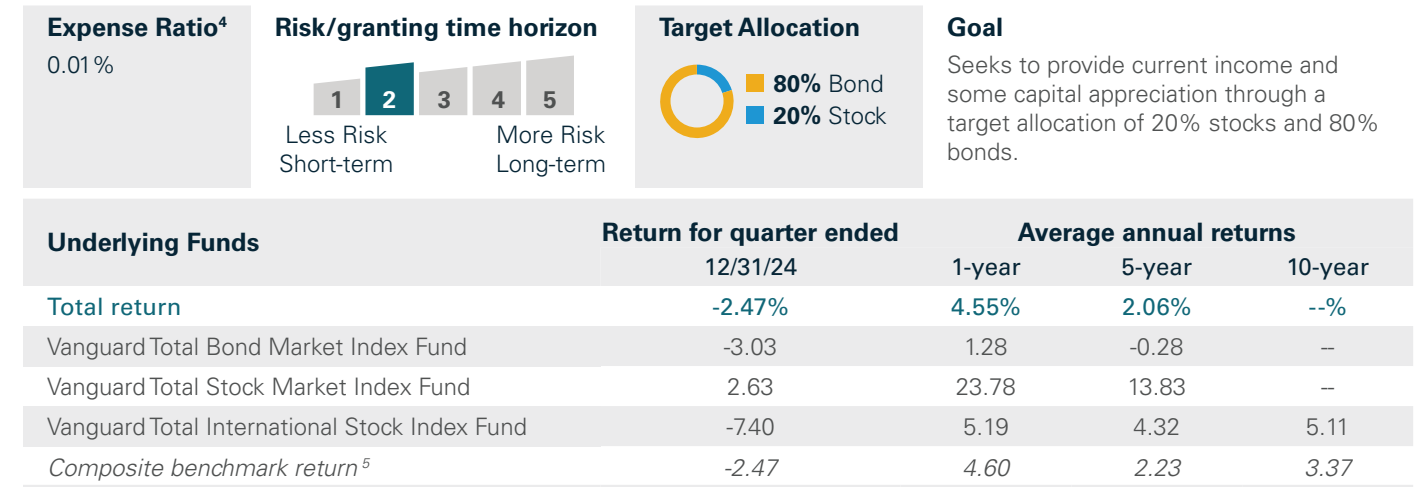 Expense Ratio4
0.01%
Risk/granting time horizon
1 2 3 4 5
Less Risk More Risk
Short-term Long-term
Target Allocation
80% Bond
20% Stock
Goal
Seeks to provide current income and
some capital appreciation through a
target allocation of 20% stocks and 80%
bonds.
Underlying Funds Return for quarter ended Average annual returns
12/31/24 1-year 5-year 10-year
Total return -2.47% 4.55% 2.06% --%
Vanguard Total Bond Market Index Fund -3.03 1.28 -0.28 --
Vanguard Total Stock Market Index Fund 2.63 23.78 13.83 --
Vanguard Total International Stock Index Fund -7.40 5.19 4.32 5.11
Composite benchmark return 5 -2.47 4.60 2.23 3.37